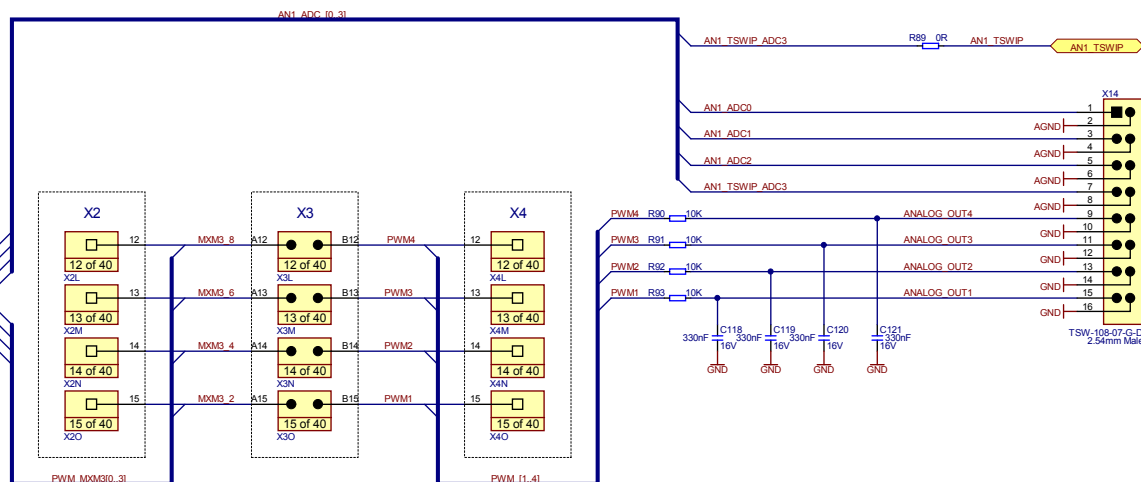 AN1_ADC_[0..3]
AN1_TSWIP_ADC3 R89 0R AN1_TSWIP AN1_TSWIP
X14
AN1_ADC0 1
AGND 2
AN1_ADC1 3
AGND 4
AN1_ADC2 5
AGND 6
AN1_TSWIP_ADC3 7
AGND 8
PWM4 R90 10K ANALOG_OUT4 9
GND 10
PWM3 R91 10K ANALOG_OUT3 11
GND 12
PWM2 R92 10K ANALOG_OUT2 13
GND 14
PWM1 R93 10K ANALOG_OUT1 15
GND 16
TSW-108-07-G-D
2.54mm Male
C118 C119 C120 C121
330nF 330nF 330nF 330nF
16V 16V 16V 16V
GND GND GND GND
X2 X3 X4
12 MXM3_8 A12 B12 PWM4 12
12 of 40 12 of 40 12 of 40
X2L X3L X4L
13 MXM3_6 A13 B13 PWM3 13
13 of 40 13 of 40 13 of 40
X2M X3M X4M
14 MXM3_4 A14 B14 PWM2 14
14 of 40 14 of 40 14 of 40
X2N X3N X4N
15 MXM3_2 A15 B15 PWM1 15
15 of 40 15 of 40 15 of 40
X2O X3O X4O
PWM_MXM3[0..3] PWM_[1..4]